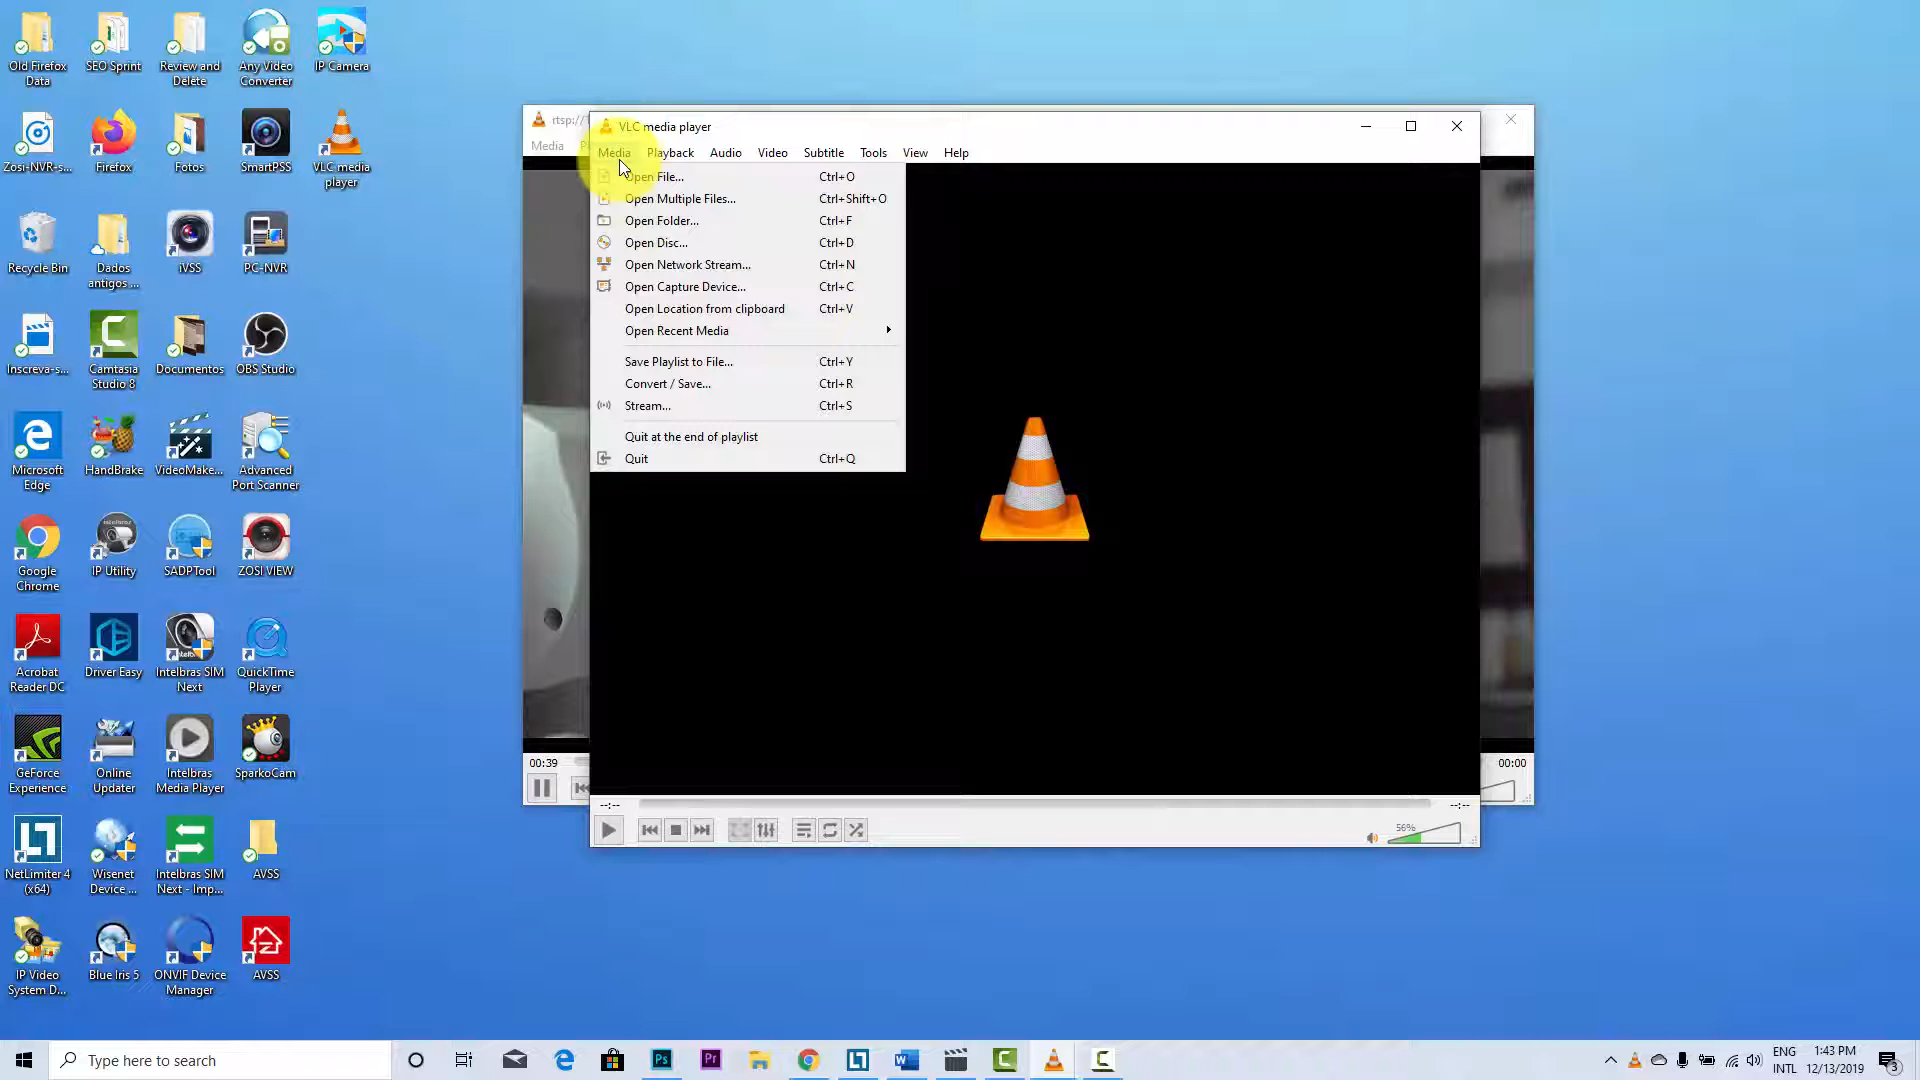 Old Firefox
Data
SEO Sprint
Review and
Delete
Any Video
Converter
IP Camera
Zosi-NVR-s...
Firefox
Fotos
SmartPSS
VLC media
player
Recycle Bin
Dados
antigos ...
iVSS
PC-NVR
Inscreva-s...
Camtasia
Studio 8
Documentos
OBS Studio
Microsoft
Edge
HandBrake
VideoMake...
Advanced
Port Scanner
Google
Chrome
IP Utility
SADPTool
ZOSI VIEW
Acrobat
Reader DC
Driver Easy
Intelbras SIM
Next
QuickTime
Player
GeForce
Experience
Online
Updater
Intelbras
Media Player
SparkoCam
NetLimiter 4
(x64)
Wisenet
Device ...
Intelbras SIM
Next - Imp...
AVSS
IP Video
System D...
Blue Iris 5
ONVIF Device
Manager
AVSS
rtsp://
Media
VLC media player
Media Playback Audio Video Subtitle Tools View Help
Open File... Ctrl+O
Open Multiple Files... Ctrl+Shift+O
Open Folder... Ctrl+F
Open Disc... Ctrl+D
Open Network Stream... Ctrl+N
Open Capture Device... Ctrl+C
Open Location from clipboard Ctrl+V
Open Recent Media
Save Playlist to File... Ctrl+Y
Convert / Save... Ctrl+R
Stream... Ctrl+S
Quit at the end of playlist
Quit Ctrl+Q
00:39
00:00
--:--
--:--
56%
Type here to search
Ps
Pr
ENG
INTL
1:43 PM
12/13/2019
3